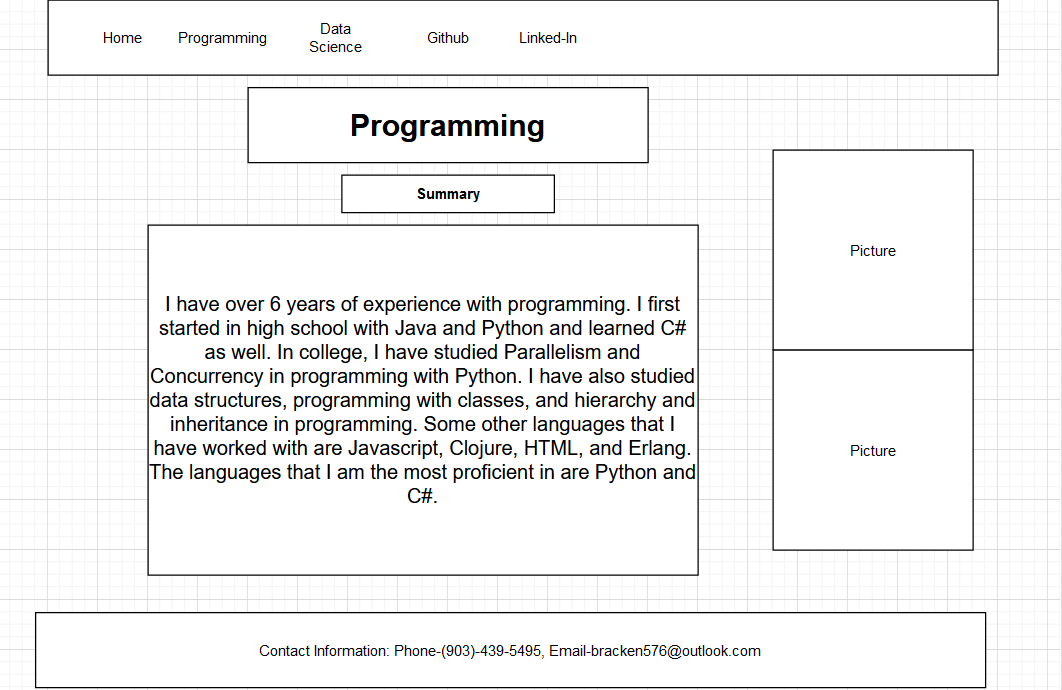 Home Programming Data Science Github Linked-In
Programming
Summary
I have over 6 years of experience with programming. I first
started in high school with Java and Python and learned C#
as well. In college, I have studied Parallelism and
Concurrency in programming with Python. I have also studied
data structures, programming with classes, and hierarchy and
inheritance in programming. Some other languages that I
have worked with are Javascript, Clojure, HTML, and Erlang.
The languages that I am the most proficient in are Python and
C#.
Picture
Picture
Contact Information: Phone-(903)-439-5495, Email-bracken576@outlook.com